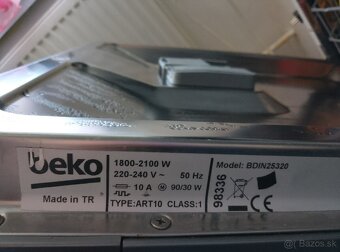 beko
Made in TR
1800-2100 W
220-240 V ~ 50 Hz
10 A 90/30 W
TYPE:ART10 CLASS:1
Model: BDIN25320
98336
Bazos.sk